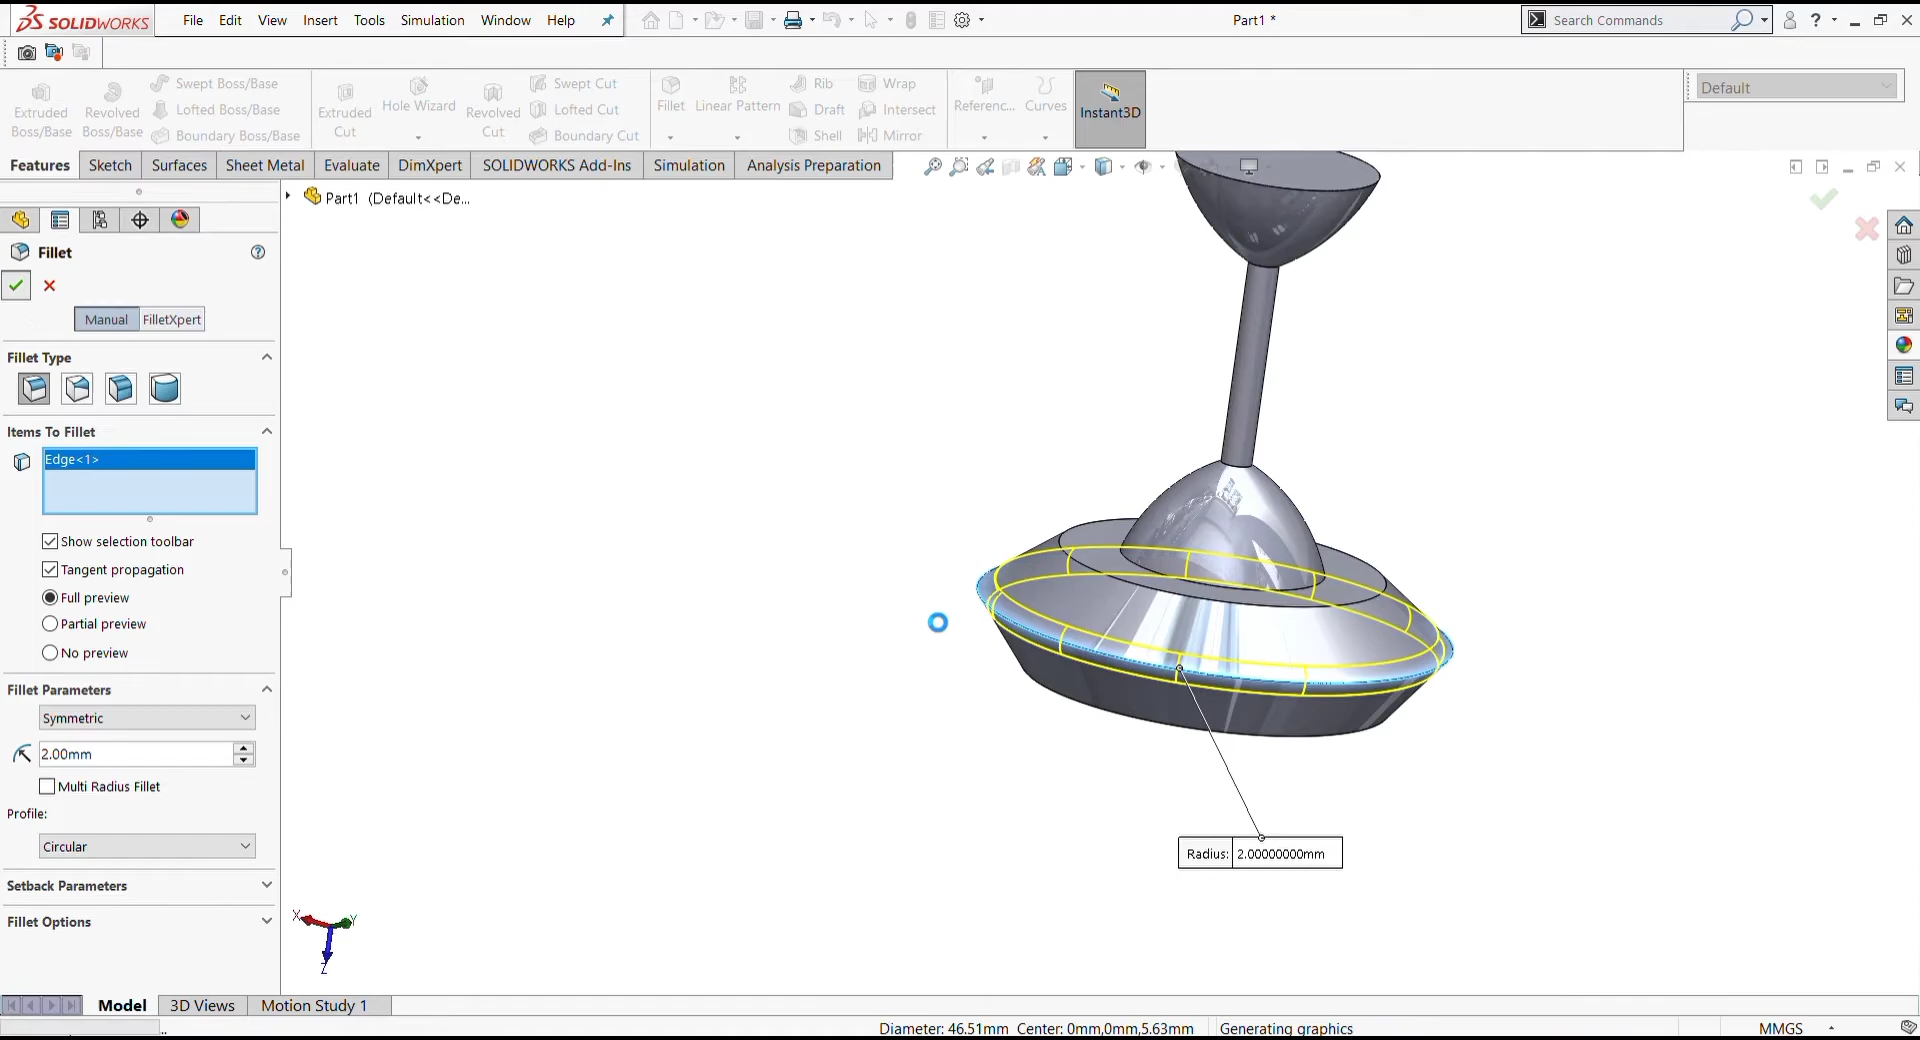 SOLIDWORKS
File Edit View Insert Tools Simulation Window Help
Part1 *
Search Commands
?
Extruded Boss/Base
Revolved Boss/Base
Swept Boss/Base
Lofted Boss/Base
Boundary Boss/Base
Extruded Cut
Hole Wizard
Revolved Cut
Swept Cut
Lofted Cut
Boundary Cut
Fillet
Linear Pattern
Rib
Draft
Shell
Wrap
Intersect
Mirror
Referenc...
Curves
Instant3D
Default
Features Sketch Surfaces Sheet Metal Evaluate DimXpert SOLIDWORKS Add-Ins Simulation Analysis Preparation
Part1 (Default<<De...
Fillet
?
Manual FilletXpert
Fillet Type
Items To Fillet
Edge<1>
Show selection toolbar
Tangent propagation
Full preview
Partial preview
No preview
Fillet Parameters
Symmetric
2.00mm
Multi Radius Fillet
Profile:
Circular
Setback Parameters
Fillet Options
Radius: 2.00000000mm
X
Y
Z
Model 3D Views Motion Study 1
..
Diameter: 46.51mm Center: 0mm,0mm,5.63mm Generating graphics MMGS